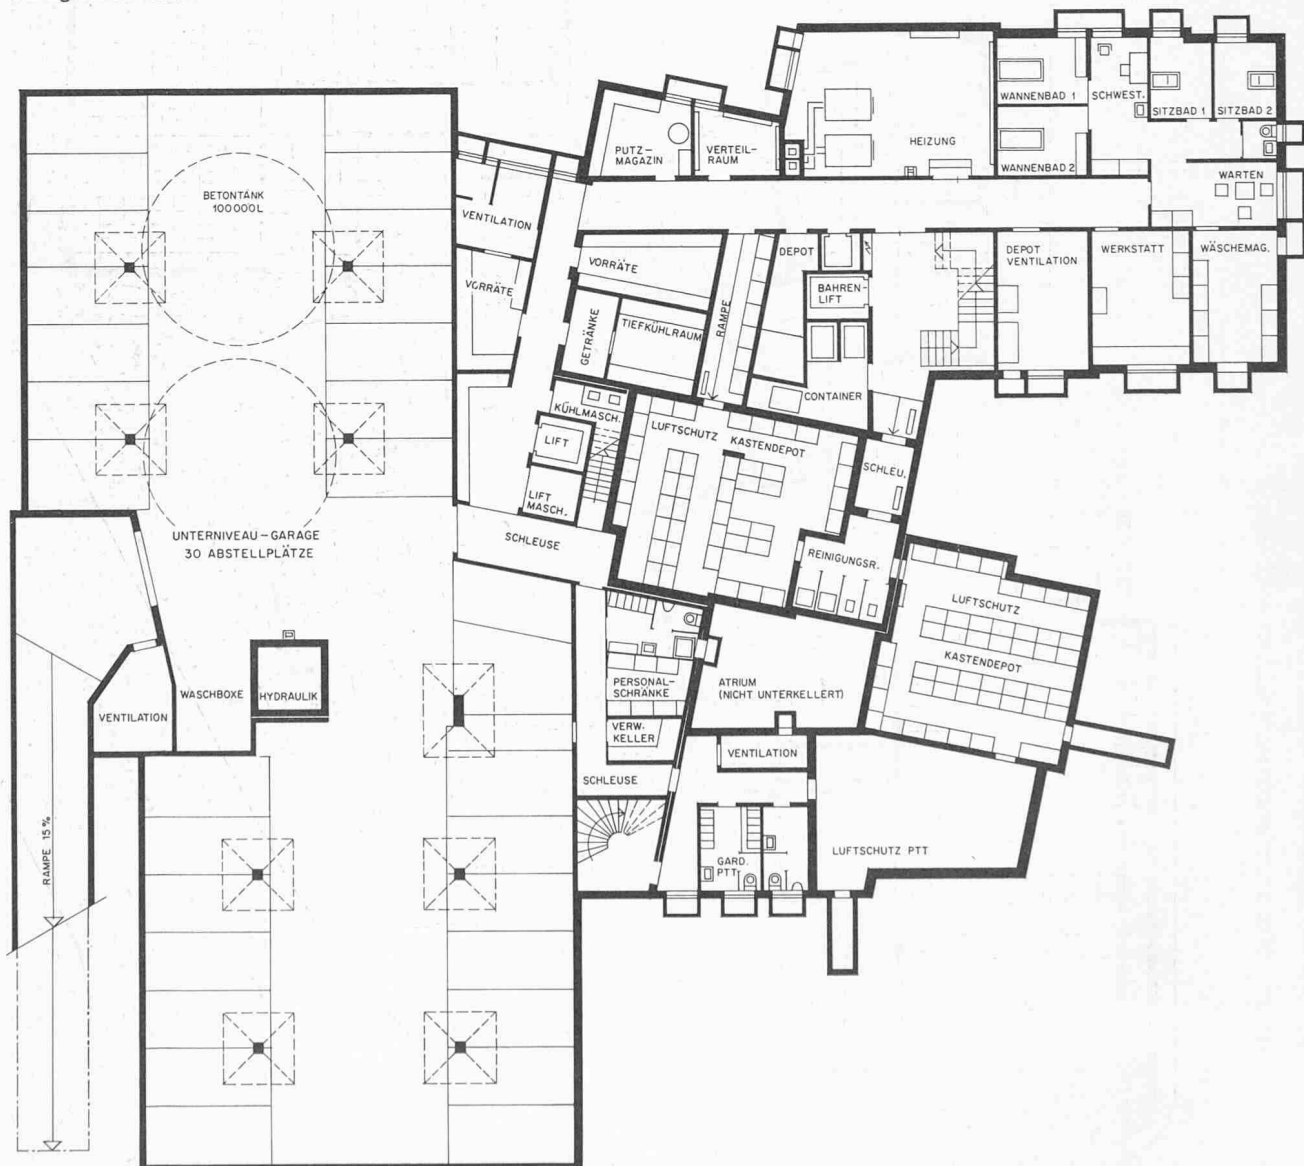 WANNENBAD 1
SCHWEST.
SITZBAD 1
SITZBAD 2
PUTZ-
MAGAZIN
VERTEIL-
RAUM
HEIZUNG
WANNENBAD 2
WARTEN
BETONTANK
100000L
VENTILATION
VORRÄTE
VORRÄTE
DEPOT
BAHREN-
LIFT
RAMPE
DEPOT
VENTILATION
WERKSTATT
WÄSCHEMAG.
GETRÄNKE
TIEFKÜHLRAUM
CONTAINER
KÜHLMASCH.
LIFT
LIFT
MASCH.
LUFTSCHUTZ
KASTENDEPOT
SCHLEU.
UNTERNIVEAU-GARAGE
30 ABSTELLPLÄTZE
SCHLEUSE
REINIGUNGSR.
LUFTSCHUTZ
KASTENDEPOT
WASCHBOXE
HYDRAULIK
VENTILATION
PERSONAL-
SCHRÄNKE
ATRIUM
(NICHT UNTERKELLERT)
VERW.
KELLER
SCHLEUSE
VENTILATION
RAMPE 15%
GARD.
PTT
LUFTSCHUTZ PTT